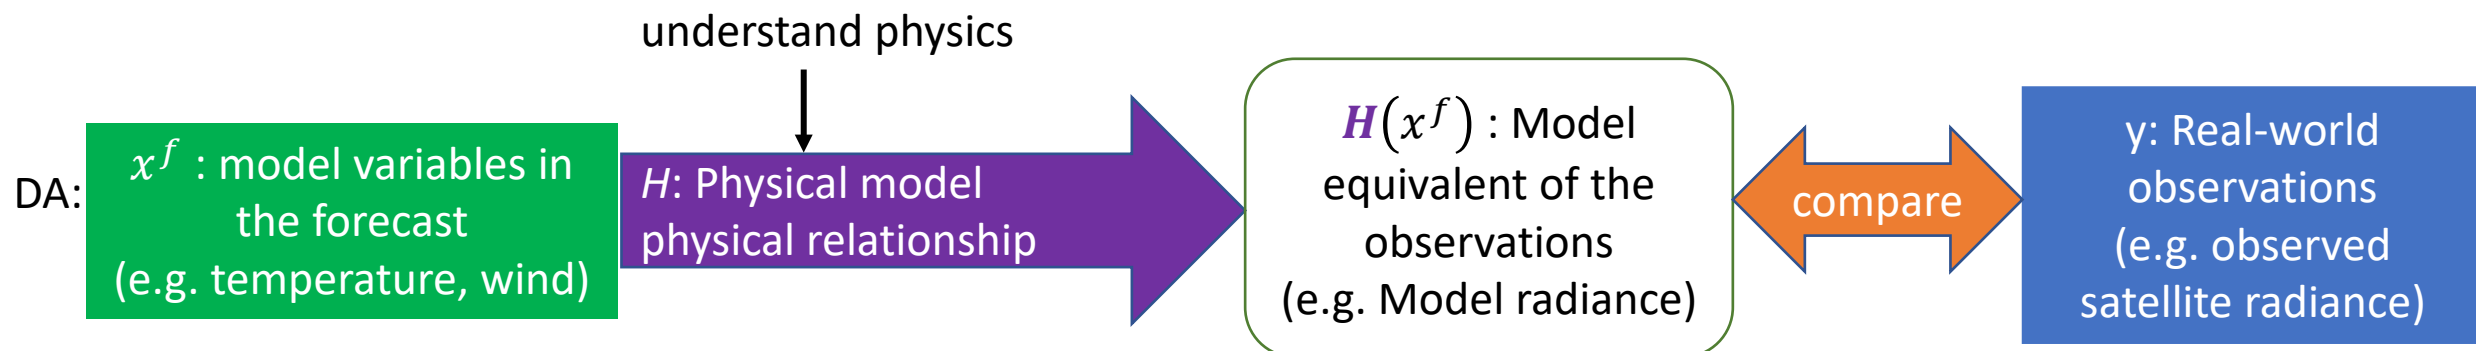 understand physics
DA:
x^f : model variables in
the forecast
(e.g. temperature, wind)
H: Physical model
physical relationship
H(x^f) : Model
equivalent of the
observations
(e.g. Model radiance)
compare
y: Real-world
observations
(e.g. observed
satellite radiance)